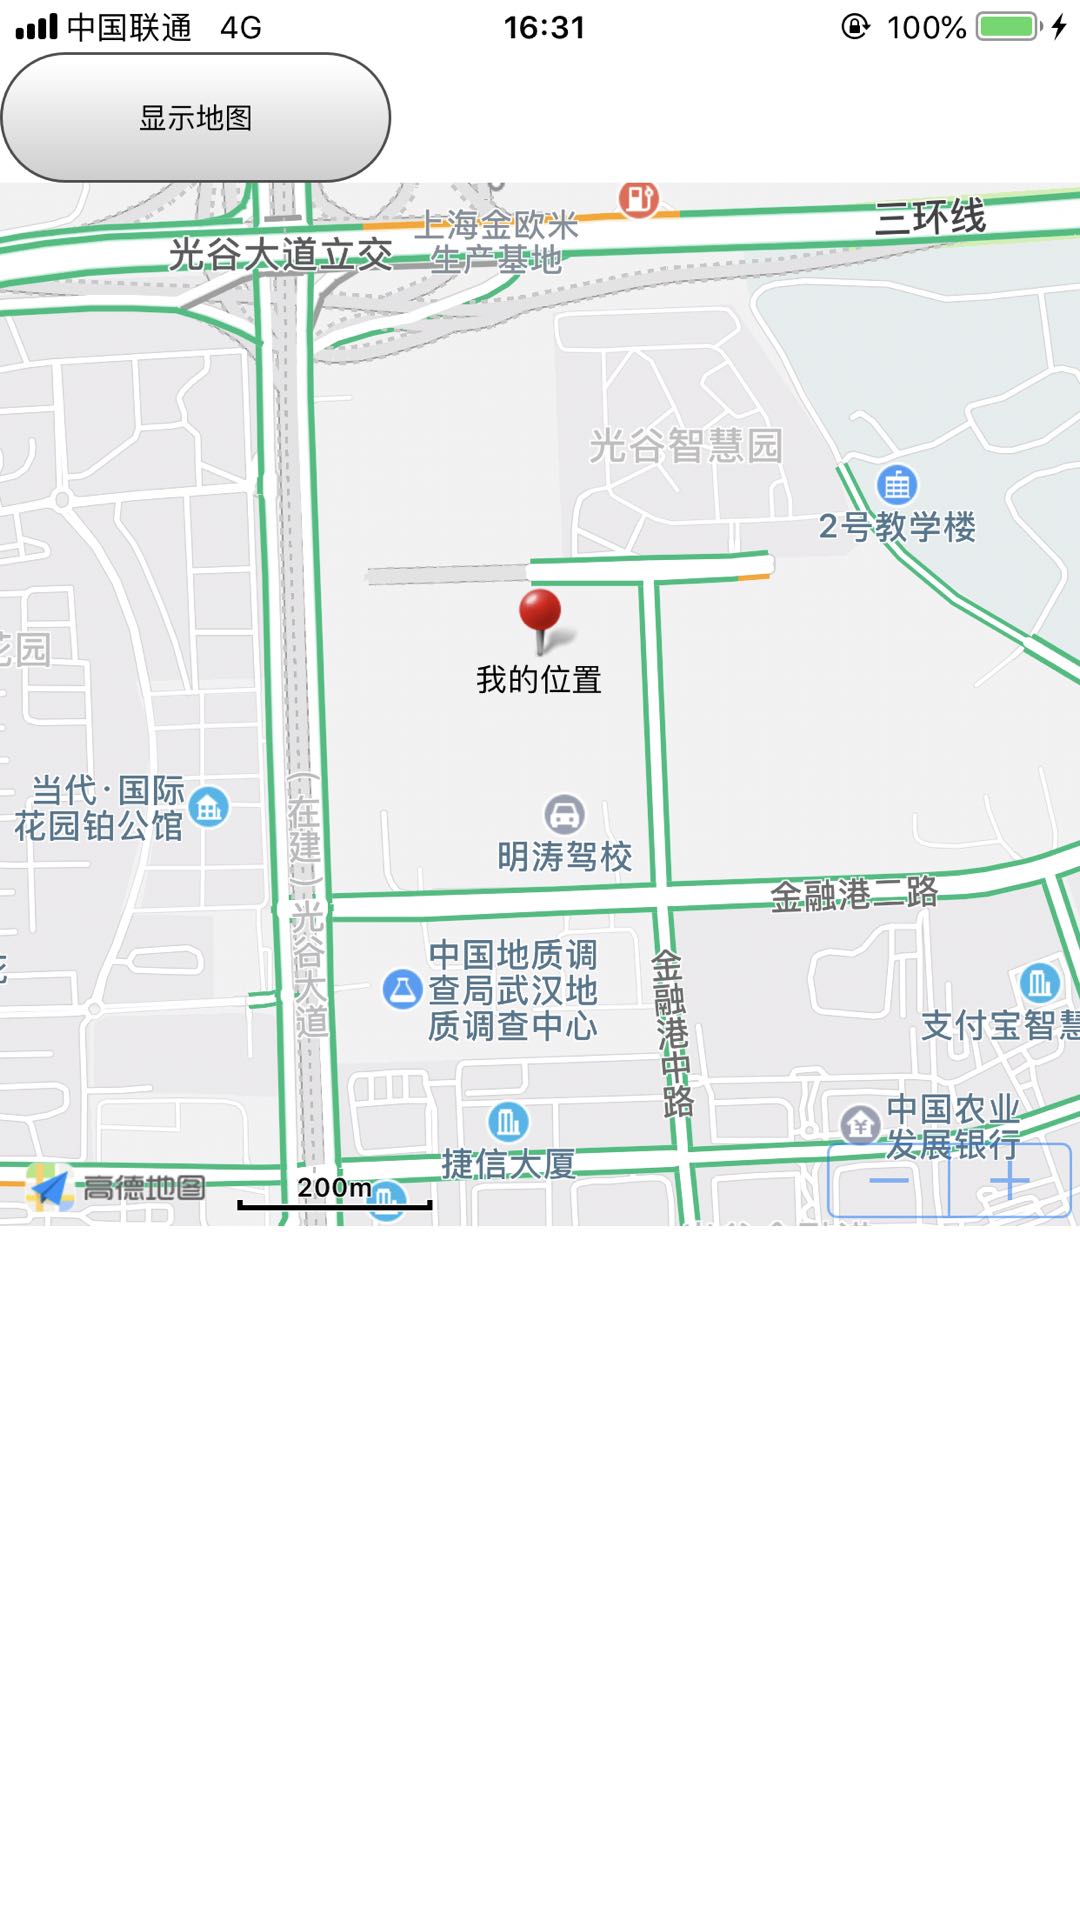 中国联通 4G 16:31 100%
显示地图
上海金欧米
生产基地
三环线
光谷大道立交
光谷智慧园
2号教学楼
花园
我的位置
当代·国际
花园铂公馆
(在建)光谷大道
明涛驾校
金融港二路
中国地质调
查局武汉地
质调查中心
金融港中路
支付宝智慧
中国农业
发展银行
捷信大厦
高德地图
200m